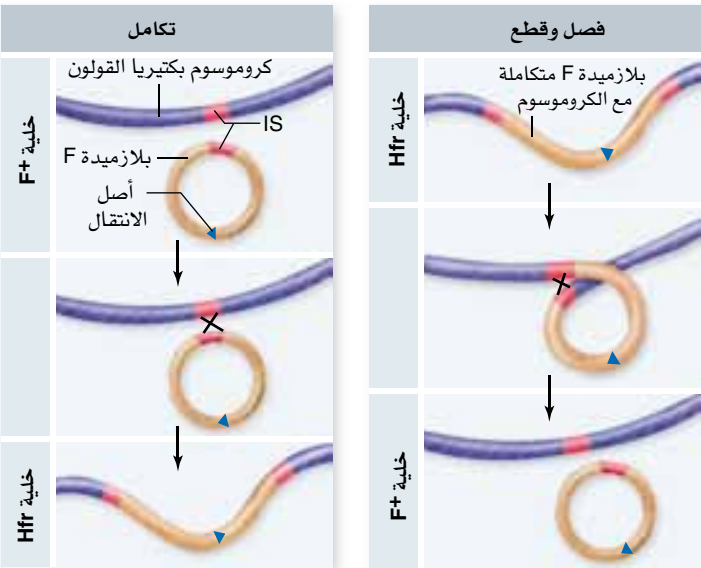 فصل وقطع
خلية Hfr
بلازميدة F متكاملة
مع الكروموسوم
خلية F+
تكامل
خلية F+
كروموسوم بكتيريا القولون
IS
بلازميدة F
أصل
الانتقال
خلية Hfr